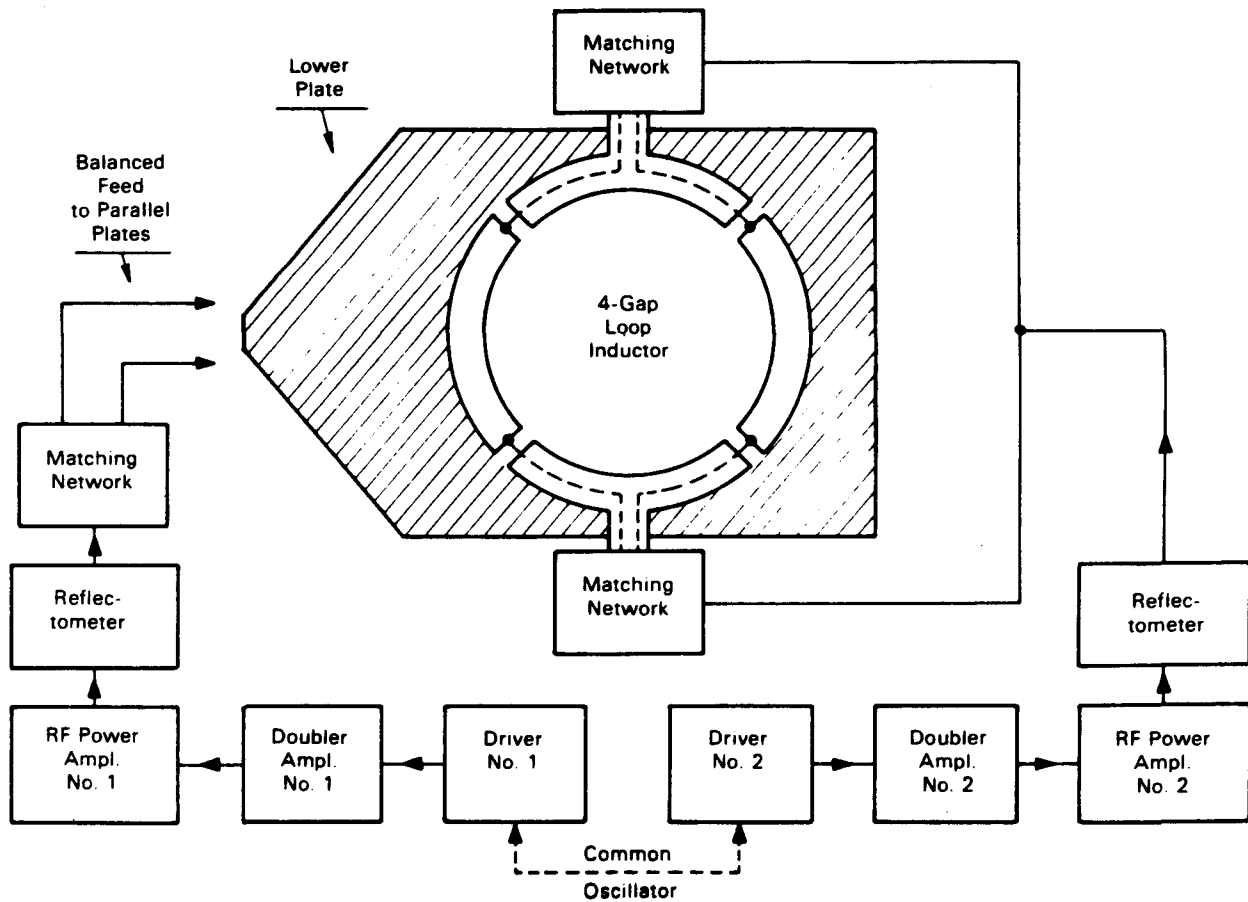 Matching
Network
Lower
Plate
Balanced
Feed
to Parallel
Plates
4-Gap
Loop
Inductor
Matching
Network
Matching
Network
Reflec-
tometer
Reflec-
tometer
RF Power
Ampl.
No. 1
Doubler
Ampl.
No. 1
Driver
No. 1
Driver
No. 2
Doubler
Ampl.
No. 2
RF Power
Ampl.
No. 2
Common
Oscillator